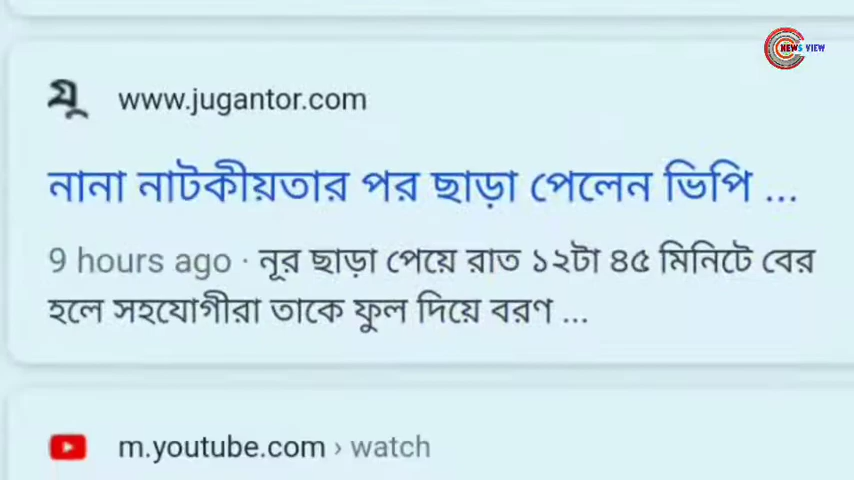 NEWS VIEW
যু www.jugantor.com
নানা নাটকীয়তার পর ছাড়া পেলেন ভিপি ...
9 hours ago · নূর ছাড়া পেয়ে রাত ১২টা ৪৫ মিনিটে বের
হলে সহযোগীরা তাকে ফুল দিয়ে বরণ ...
m.youtube.com › watch